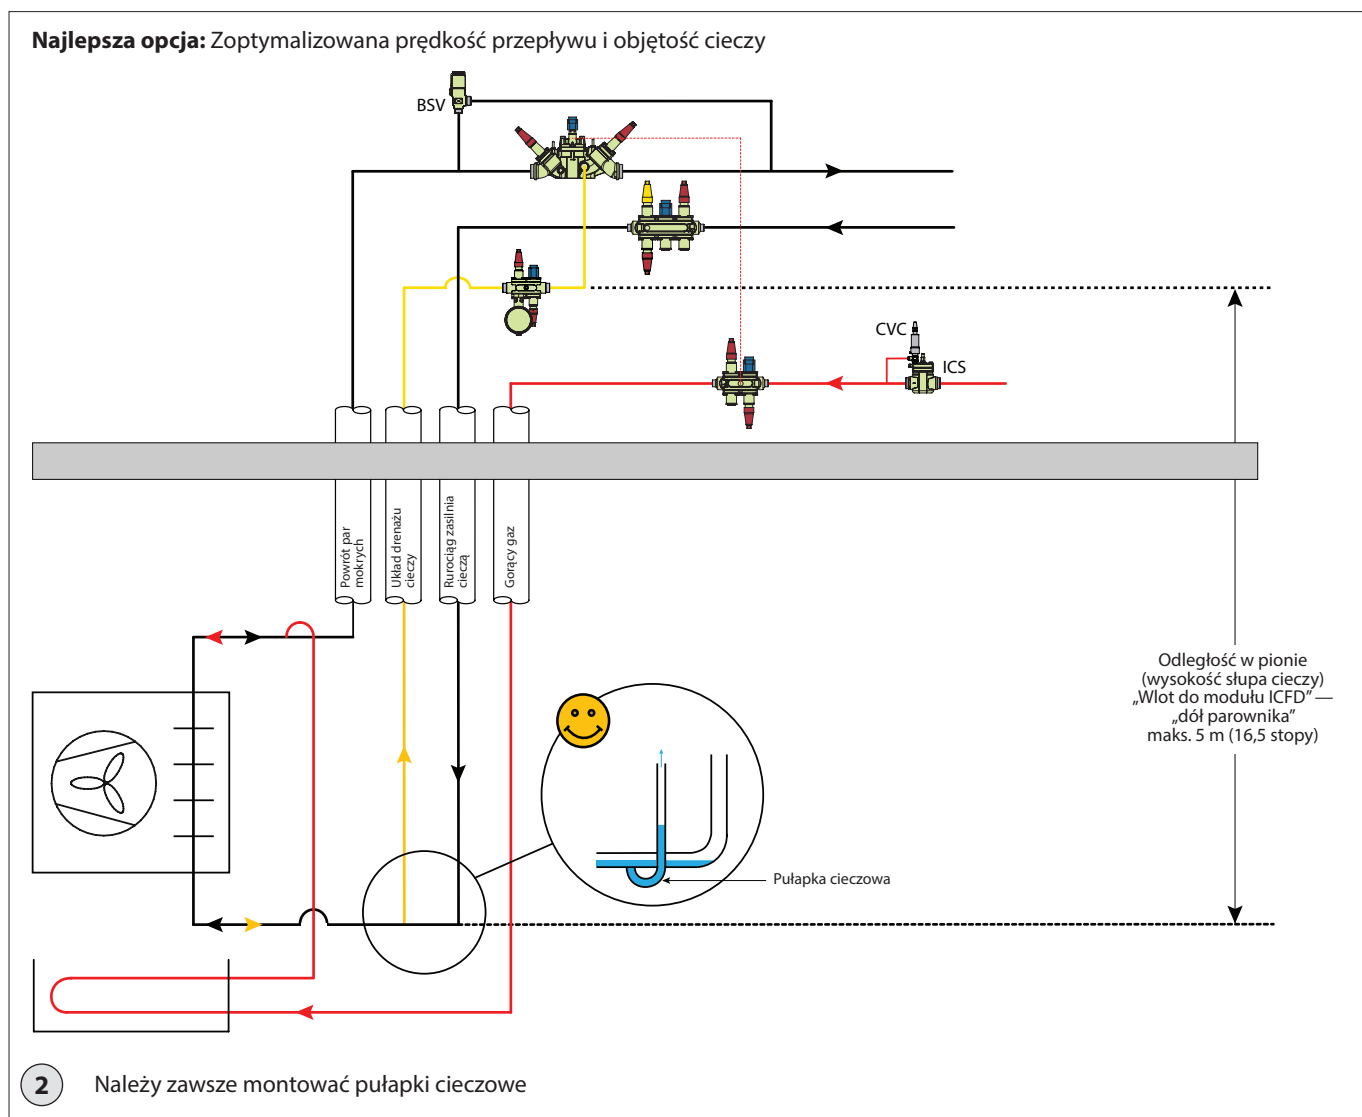 Najlepsza opcja: Zoptymalizowana prędkość przepływu i objętość cieczy
BSV
CVC
ICS
Powrót par
mokrych
Układ drenażu
cieczy
Rurociąg zasilnia
cieczą
Gorący gaz
Odległość w pionie
(wysokość słupa cieczy)
„Wlot do modułu ICFD” —
„dół parownika”
maks. 5 m (16,5 stopy)
Pułapka cieczowa
2 Należy zawsze montować pułapki cieczowe